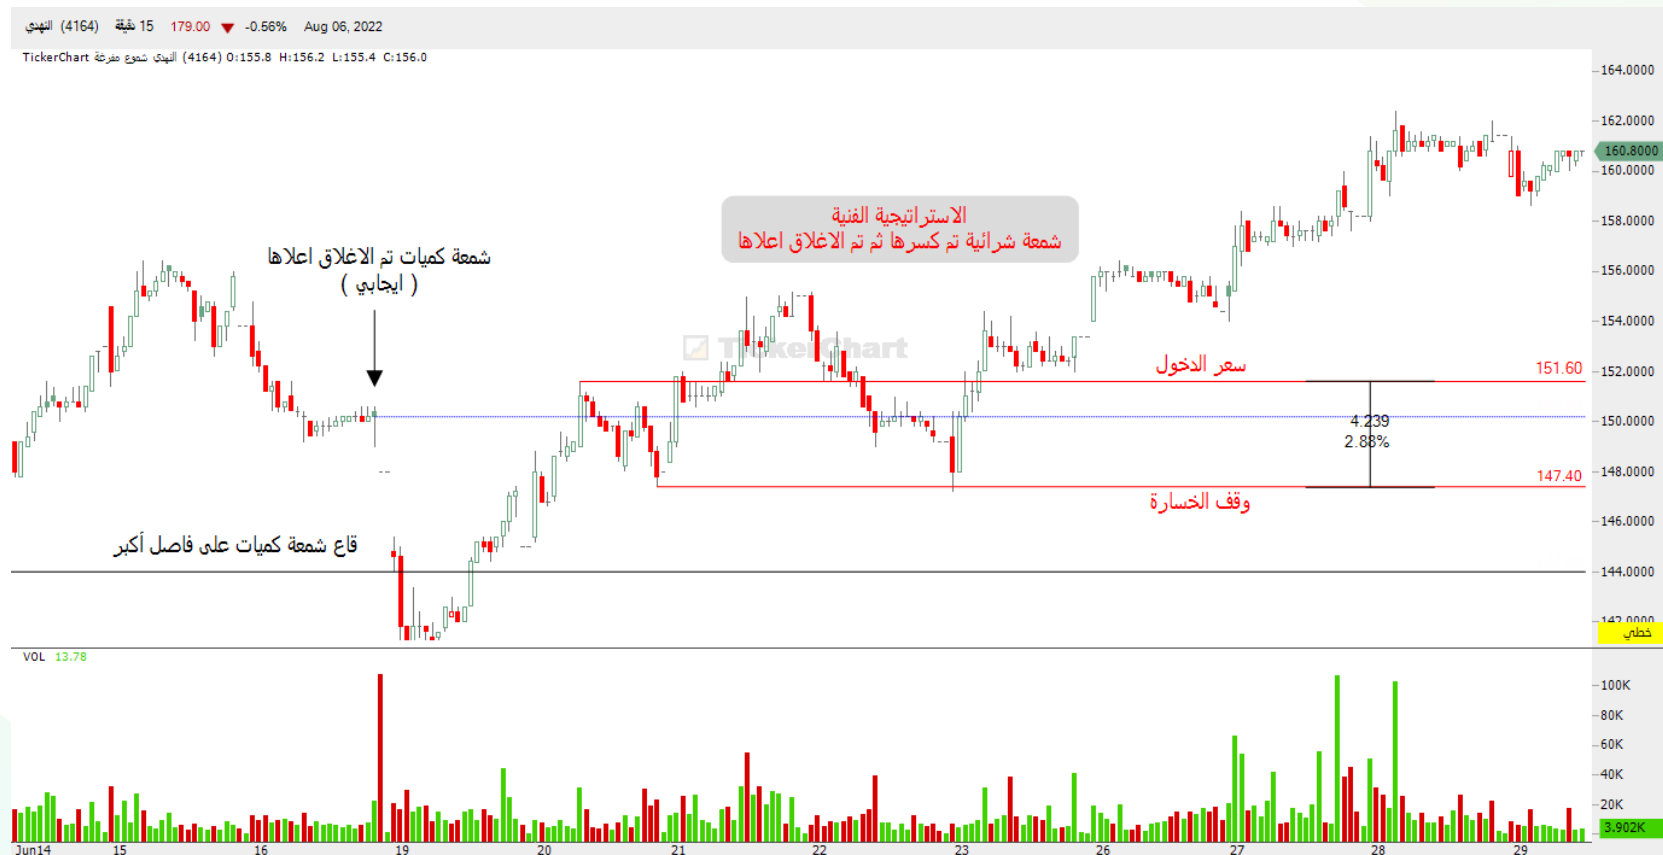 النهدي (4164) 15 دقيقة 179.00 ▼ -0.56% Aug 06, 2022
TickerChart النهدي شموع مفرغة (4164) O:155.8 H:156.2 L:155.4 C:156.0
164.0000
162.0000
160.8000
160.0000
الاستراتيجية الفنية
شمعة شرائية تم كسرها ثم تم الاغلاق اعلاها
158.0000
شمعة كميات تم الاغلاق اعلاها
( ايجابي )
156.0000
154.0000
TickerChart
سعر الدخول
151.60
152.0000
4.239
2.88%
150.0000
147.40
148.0000
وقف الخسارة
146.0000
قاع شمعة كميات على فاصل أكبر
144.0000
142.0000
خطي
VOL 13.78
100K
80K
60K
40K
20K
3.902K
Jun14 15 16 19 20 21 22 23 26 27 28 29